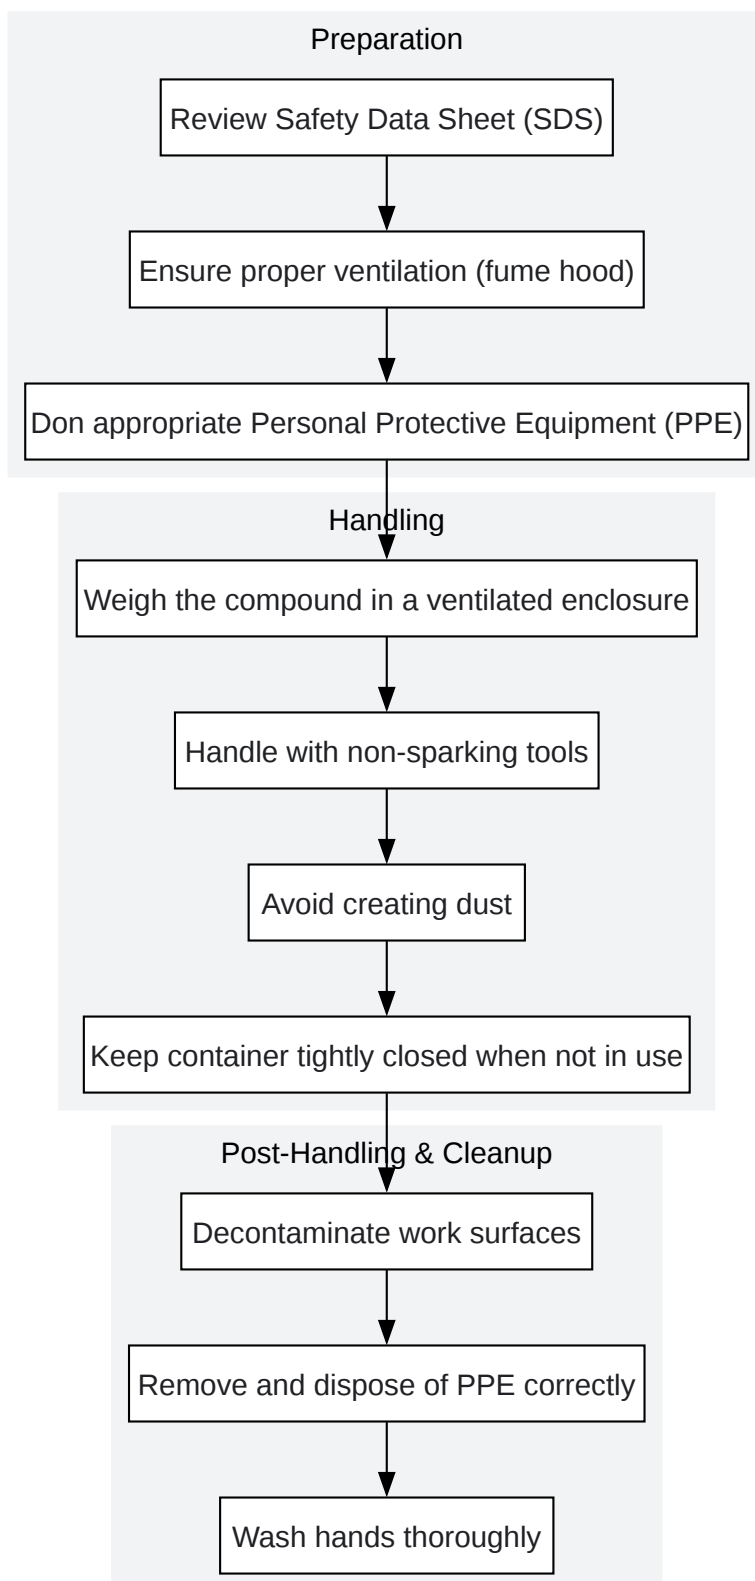 Preparation
Review Safety Data Sheet (SDS)
Ensure proper ventilation (fume hood)
Don appropriate Personal Protective Equipment (PPE)
Handling
Weigh the compound in a ventilated enclosure
Handle with non-sparking tools
Avoid creating dust
Keep container tightly closed when not in use
Post-Handling & Cleanup
Decontaminate work surfaces
Remove and dispose of PPE correctly
Wash hands thoroughly